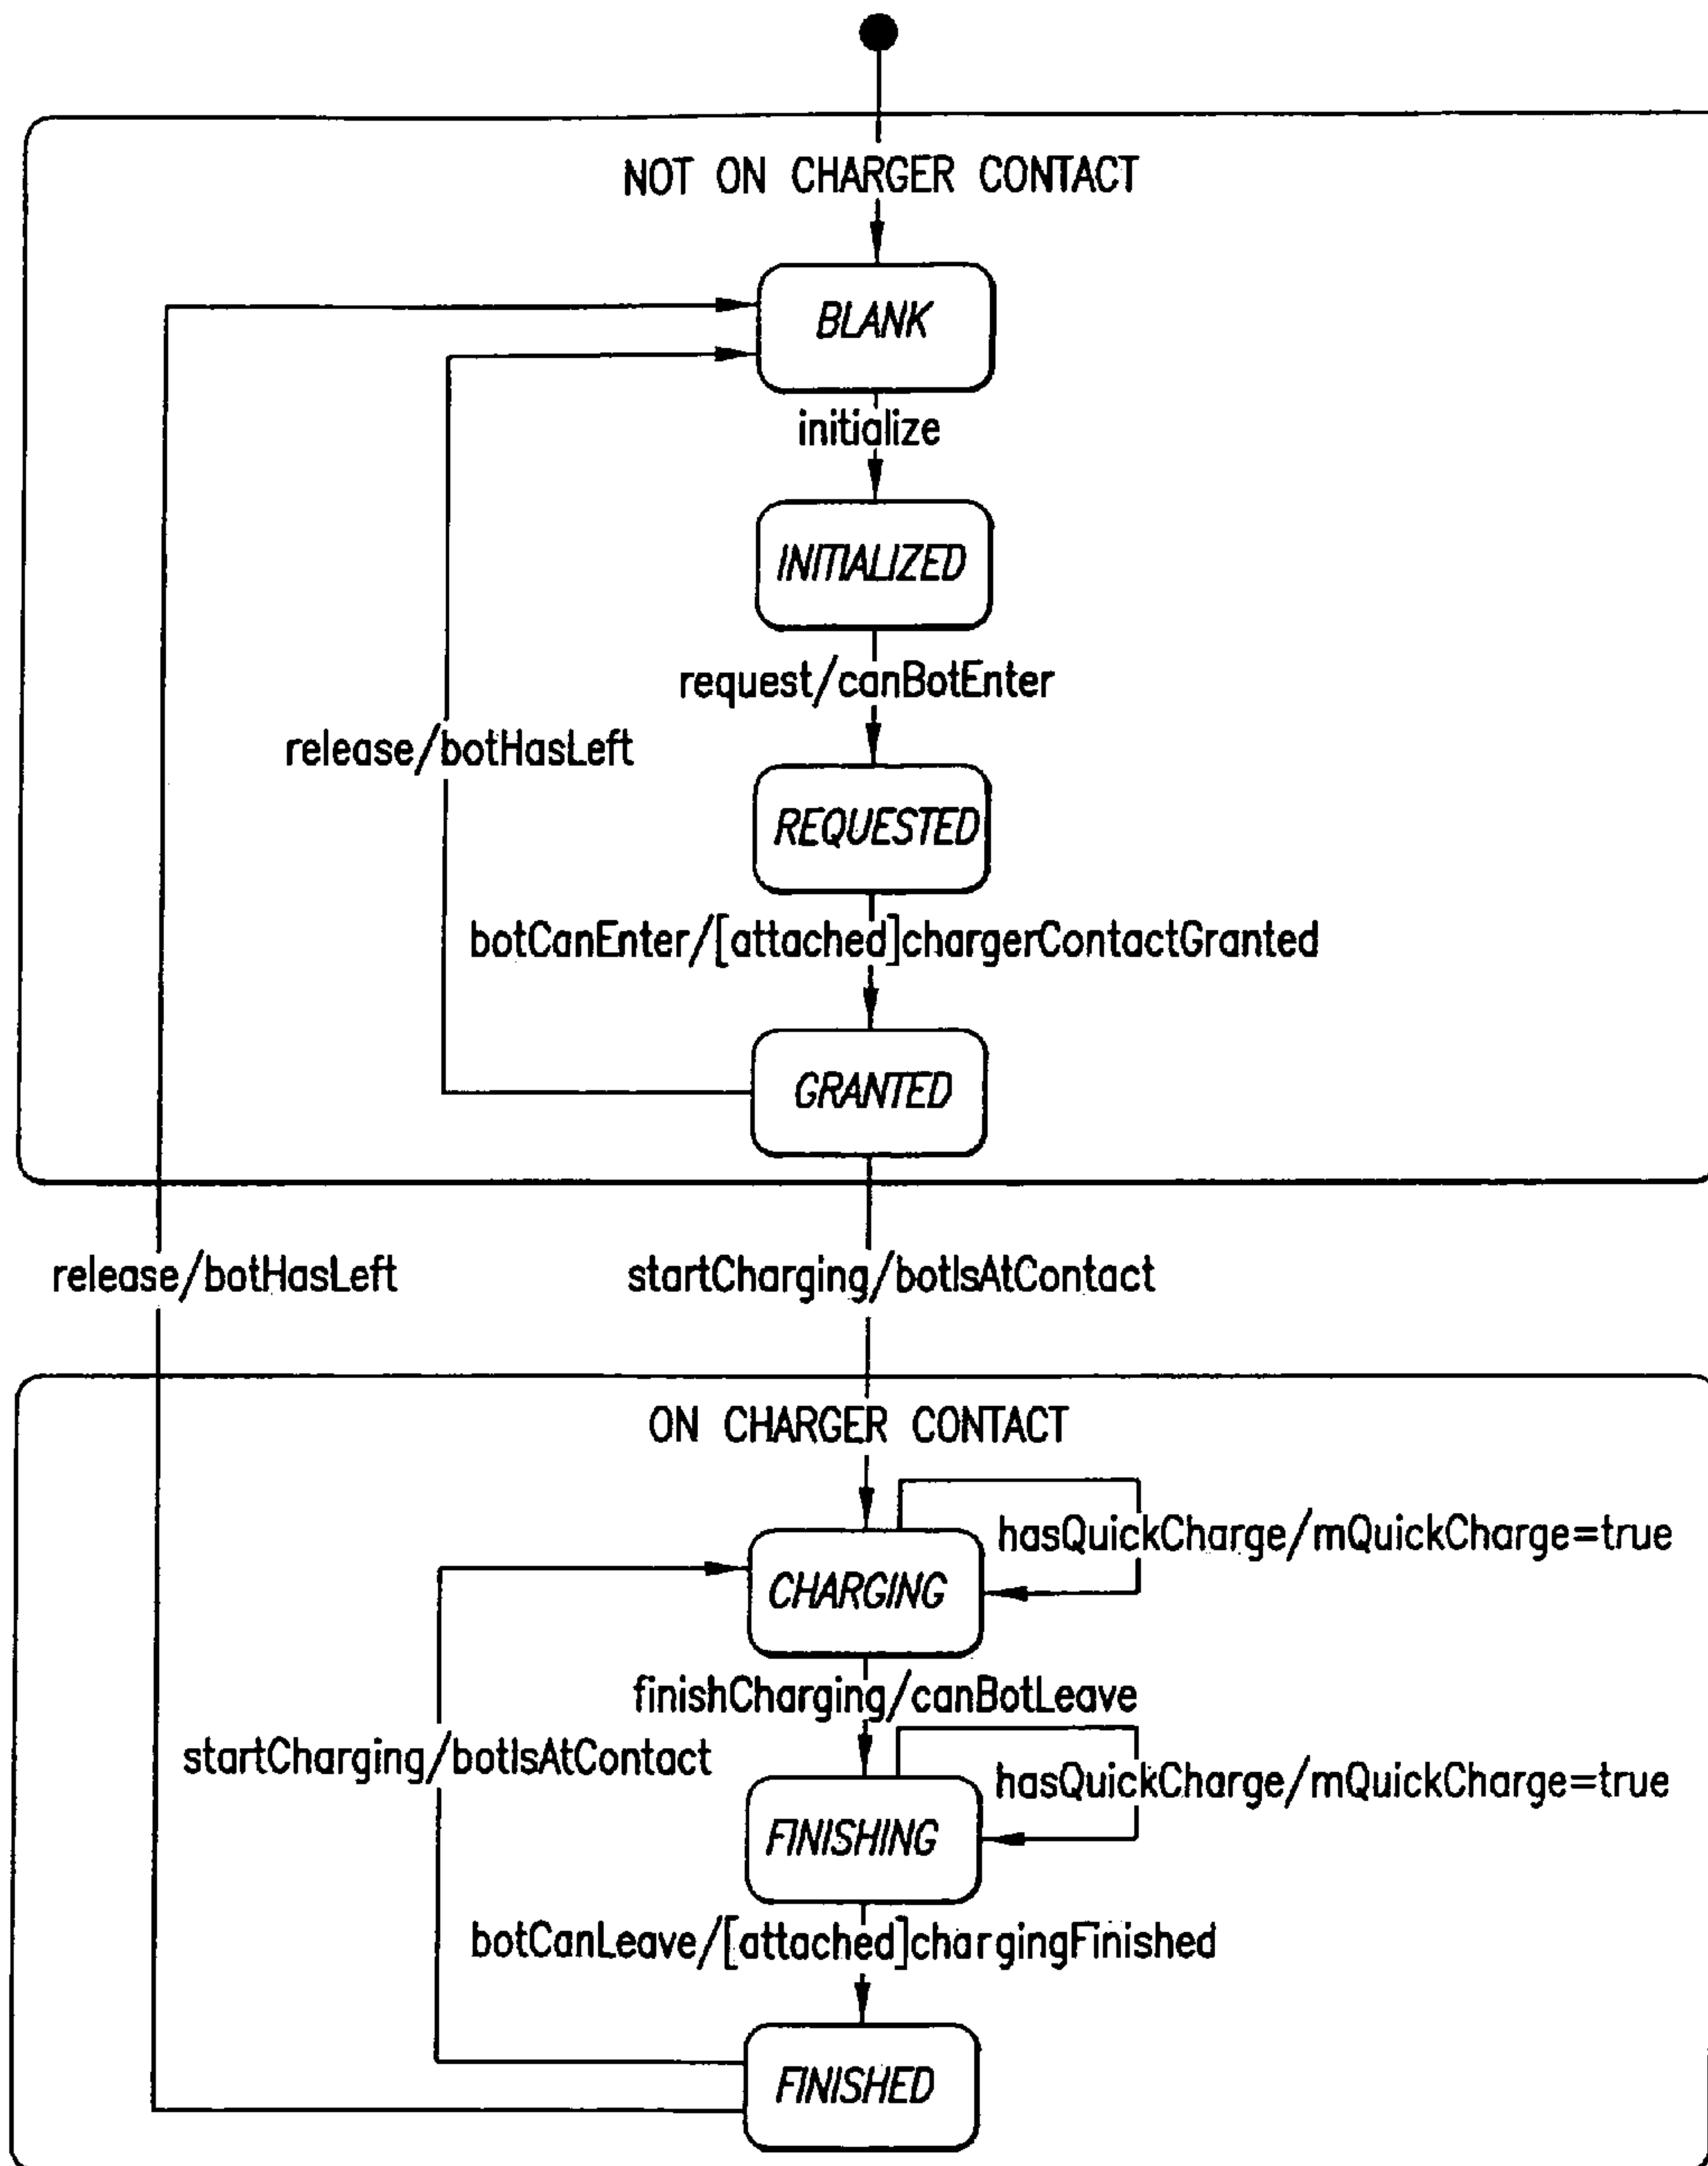 NOT ON CHARGER CONTACT
BLANK
initialize
INITIALIZED
request/canBotEnter
release/botHasLeft
REQUESTED
botCanEnter/[attached]chargerContactGranted
GRANTED
release/botHasLeft
startCharging/botIsAtContact
ON CHARGER CONTACT
hasQuickCharge/mQuickCharge=true
CHARGING
finishCharging/canBotLeave
startCharging/botIsAtContact
hasQuickCharge/mQuickCharge=true
FINISHING
botCanLeave/[attached]chargingFinished
FINISHED